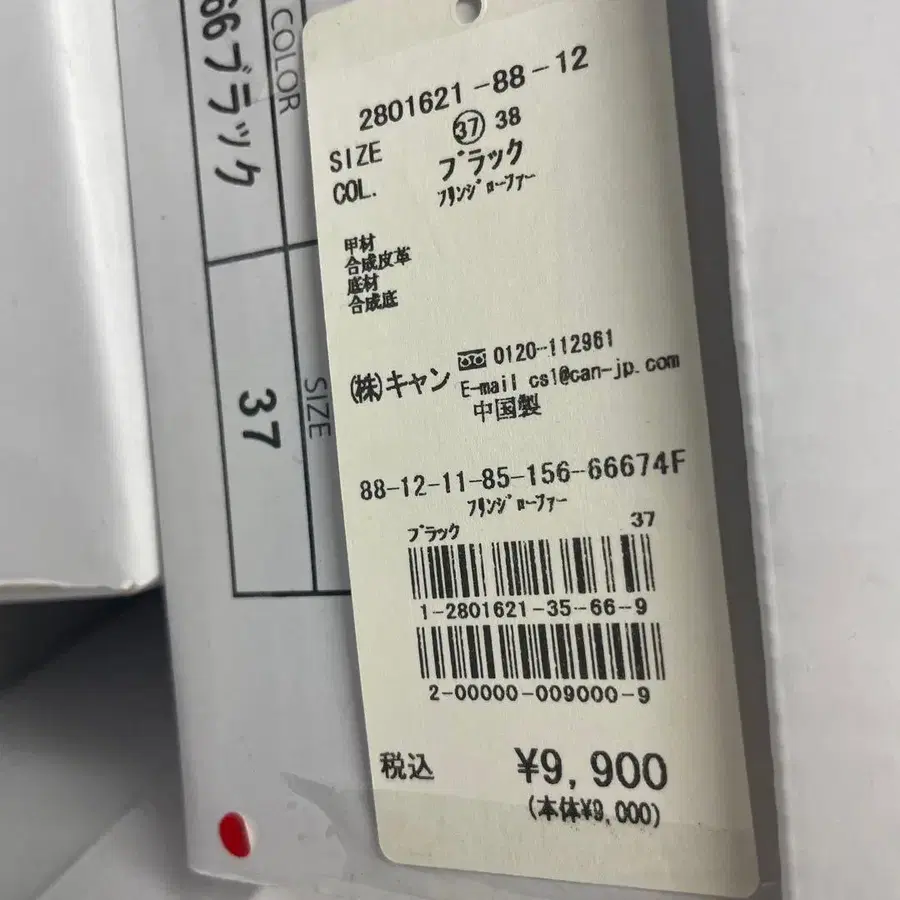 COLOR
66ブラック
SIZE
37
2801621-88-12
SIZE 37 38
COL. ブラック
フリンジローファー
甲材
合成皮革
底材
合成底
(株)キャン 0120-112961
E-mail cs1@can-jp.com
中国製
88-12-11-85-156-66674F
フリンジローファー
ブラック 37
1-2801621-35-66-9
2-00000-009000-9
税込 ¥9,900
(本体¥9,000)